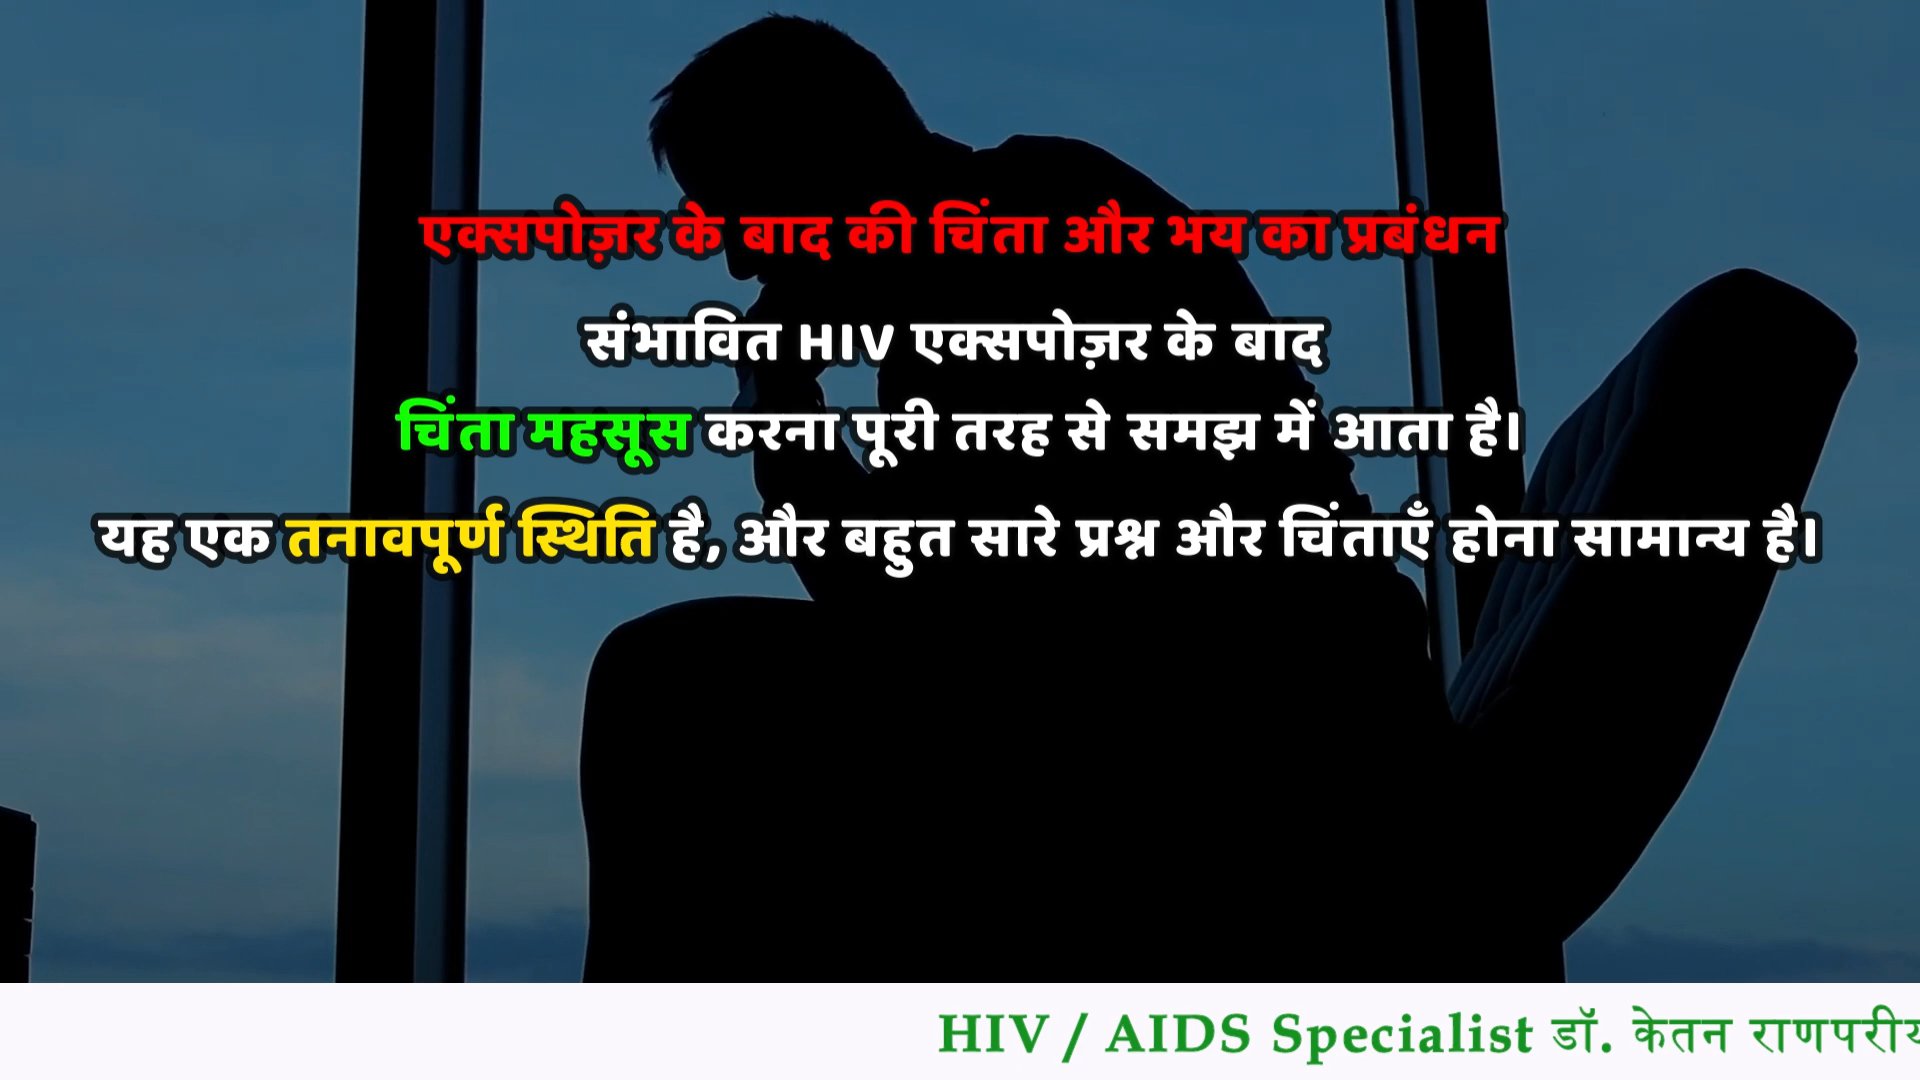 एक्सपोज़र के बाद की चिंता और भय का प्रबंधन
संभावित HIV एक्सपोज़र के बाद
चिंता महसूस करना पूरी तरह से समझ में आता है।
यह एक तनावपूर्ण स्थिति है, और बहुत सारे प्रश्न और चिंताएँ होना सामान्य है।
HIV / AIDS Specialist डॉ. केतन